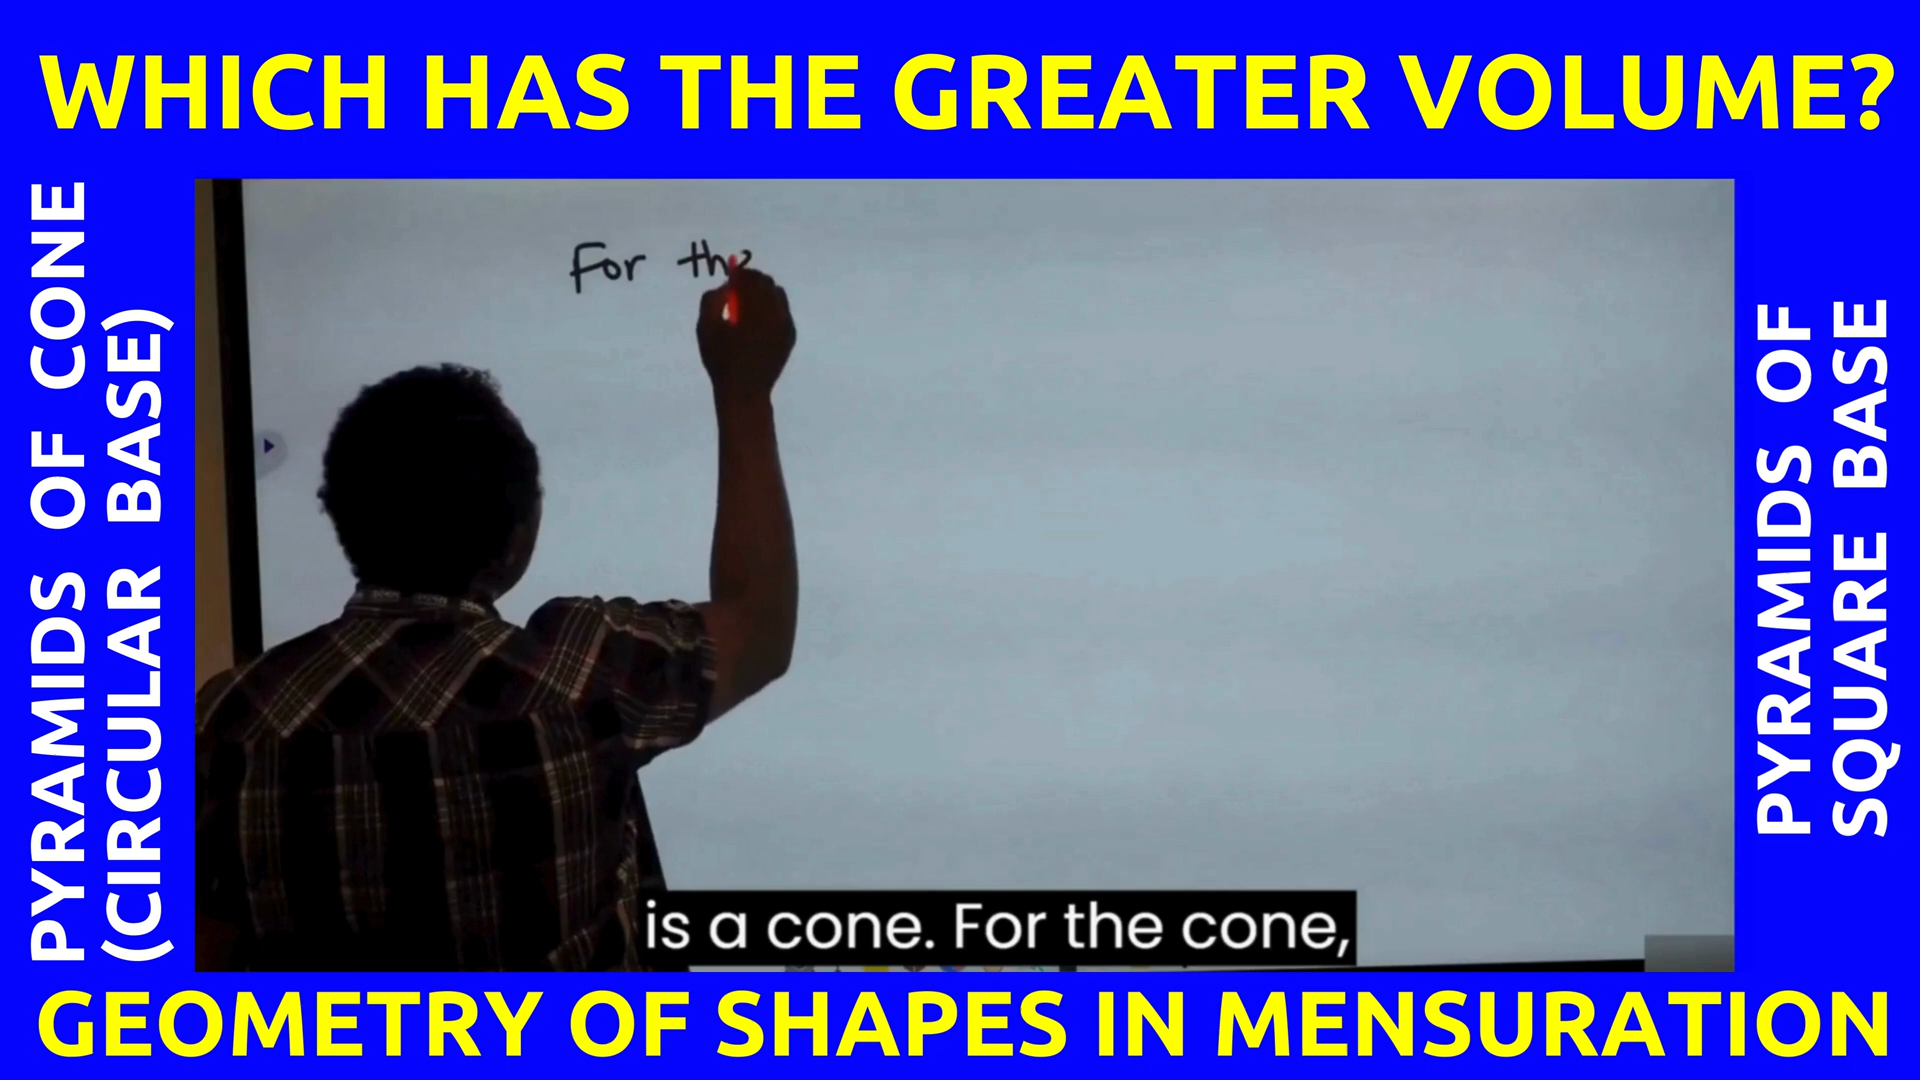 WHICH HAS THE GREATER VOLUME?
PYRAMIDS OF CONE
(CIRCULAR BASE)
For the
is a cone. For the cone,
PYRAMIDS OF
SQUARE BASE
GEOMETRY OF SHAPES IN MENSURATION